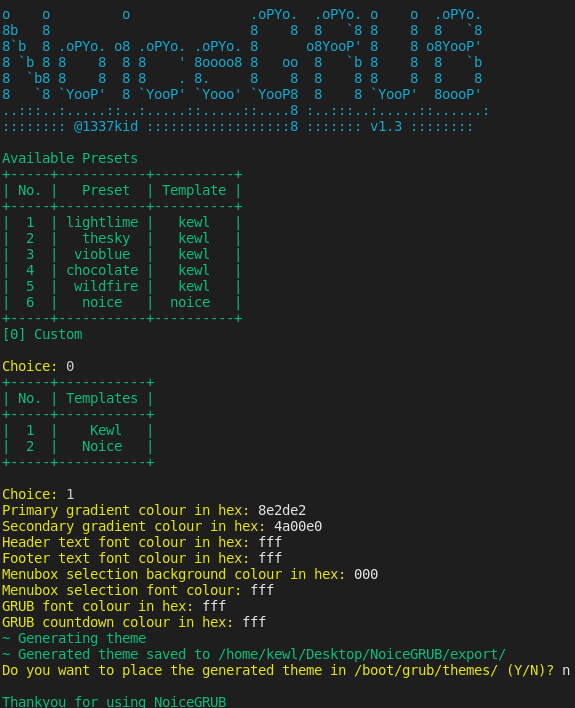 o    o         o               .oPYo.  .oPYo. o    o  .oPYo.
8b   8                         8    8  8   `8 8    8  8   `8
8`b  8 .oPYo. o8 .oPYo. .oPYo. 8      o8YooP' 8    8 o8YooP'
8 `b 8 8    8  8 8    ' 8oooo8 8   oo  8   `b 8    8  8   `b
8  `b8 8    8  8 8    . 8.     8    8  8    8 8    8  8    8
8   `8 `YooP'  8 `YooP' `Yooo' `YooP8  8    8 `YooP'  8oooP'
..:::..:.....::..:.....::.....::....8 :..:::..:.....::......:
:::::::: @1337kid ::::::::::::::::::8 ::::::: v1.3 ::::::::
Available Presets
+-----+-----------+----------+
| No. |   Preset  | Template |
+-----+-----------+----------+
|  1  | lightlime |   kewl   |
|  2  |   thesky  |   kewl   |
|  3  |  vioblue  |   kewl   |
|  4  | chocolate |   kewl   |
|  5  |  wildfire |   kewl   |
|  6  |   noice   |  noice   |
+-----+-----------+----------+
[0] Custom
Choice: 0
+-----+-----------+
| No. | Templates |
+-----+-----------+
|  1  |    Kewl   |
|  2  |   Noice   |
+-----+-----------+
Choice: 1
Primary gradient colour in hex: 8e2de2
Secondary gradient colour in hex: 4a00e0
Header text font colour in hex: fff
Footer text font colour in hex: fff
Menubox selection background colour in hex: 000
Menubox selection font colour: fff
GRUB font colour in hex: fff
GRUB countdown colour in hex: fff
~ Generating theme
~ Generated theme saved to /home/kewl/Desktop/NoiceGRUB/export/
Do you want to place the generated theme in /boot/grub/themes/ (Y/N)? n
Thankyou for using NoiceGRUB